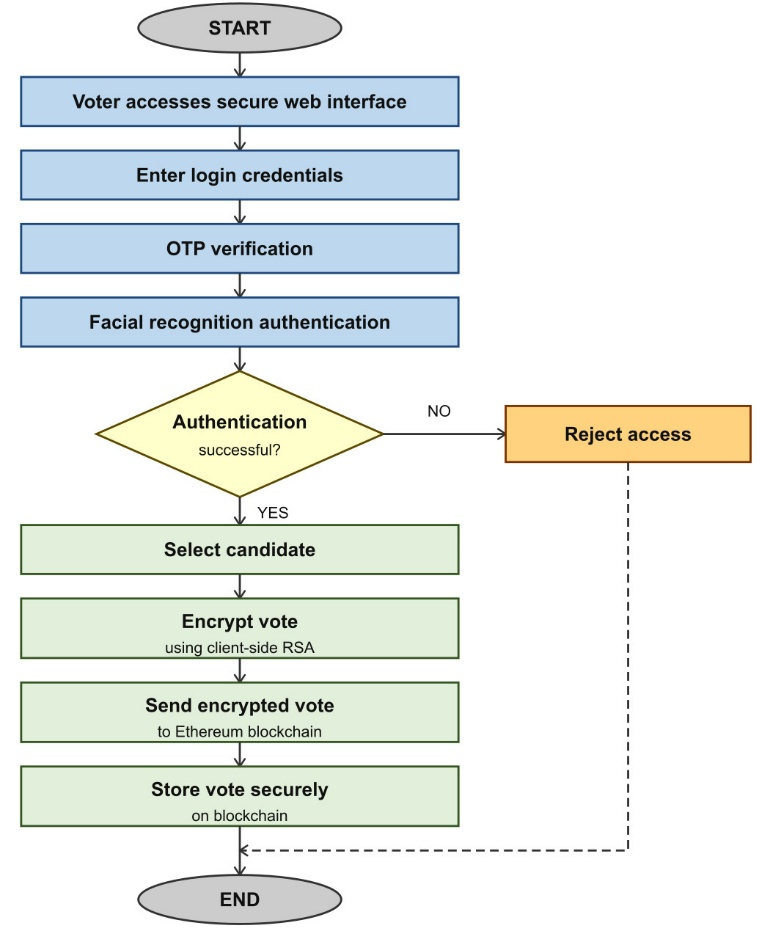 START
Voter accesses secure web interface
Enter login credentials
OTP verification
Facial recognition authentication
Authentication
successful?
NO
Reject access
YES
Select candidate
Encrypt vote
using client-side RSA
Send encrypted vote
to Ethereum blockchain
Store vote securely
on blockchain
END